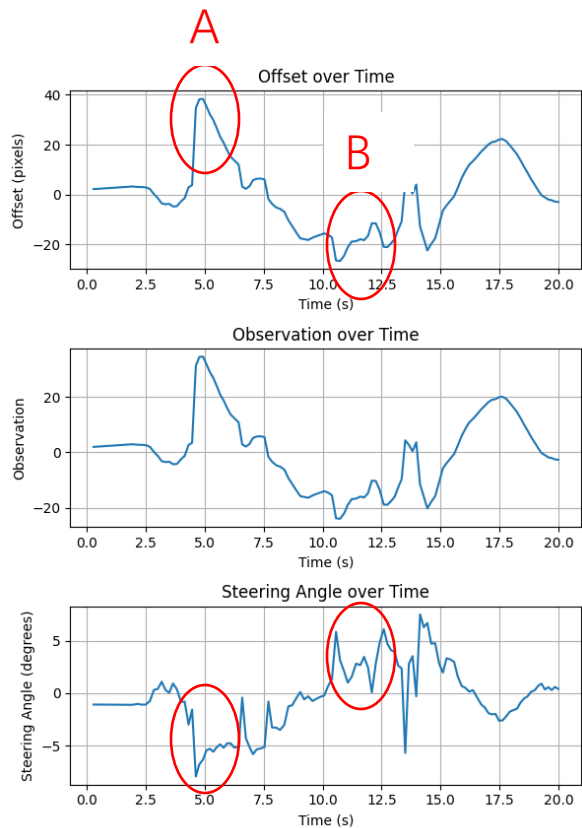 A
Offset over Time
B
Offset (pixels)
40
20
0
−20
0.0 2.5 5.0 7.5 10.0 12.5 15.0 17.5 20.0
Time (s)
Observation over Time
Observation
20
0
−20
0.0 2.5 5.0 7.5 10.0 12.5 15.0 17.5 20.0
Time (s)
Steering Angle over Time
Steering Angle (degrees)
5
0
−5
0.0 2.5 5.0 7.5 10.0 12.5 15.0 17.5 20.0
Time (s)